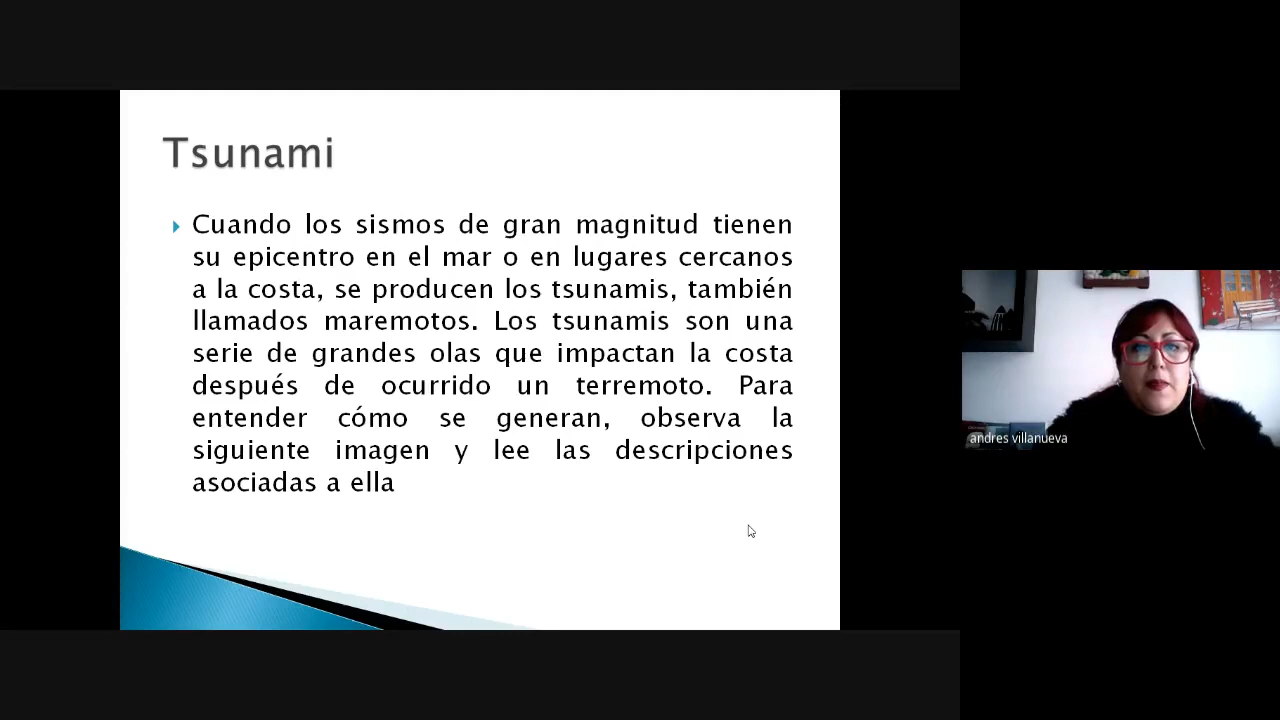 Tsunami
Cuando los sismos de gran magnitud tienen
su epicentro en el mar o en lugares cercanos
a la costa, se producen los tsunamis, también
llamados maremotos. Los tsunamis son una
serie de grandes olas que impactan la costa
después de ocurrido un terremoto. Para
entender cómo se generan, observa la
siguiente imagen y lee las descripciones
asociadas a ella
andres villanueva